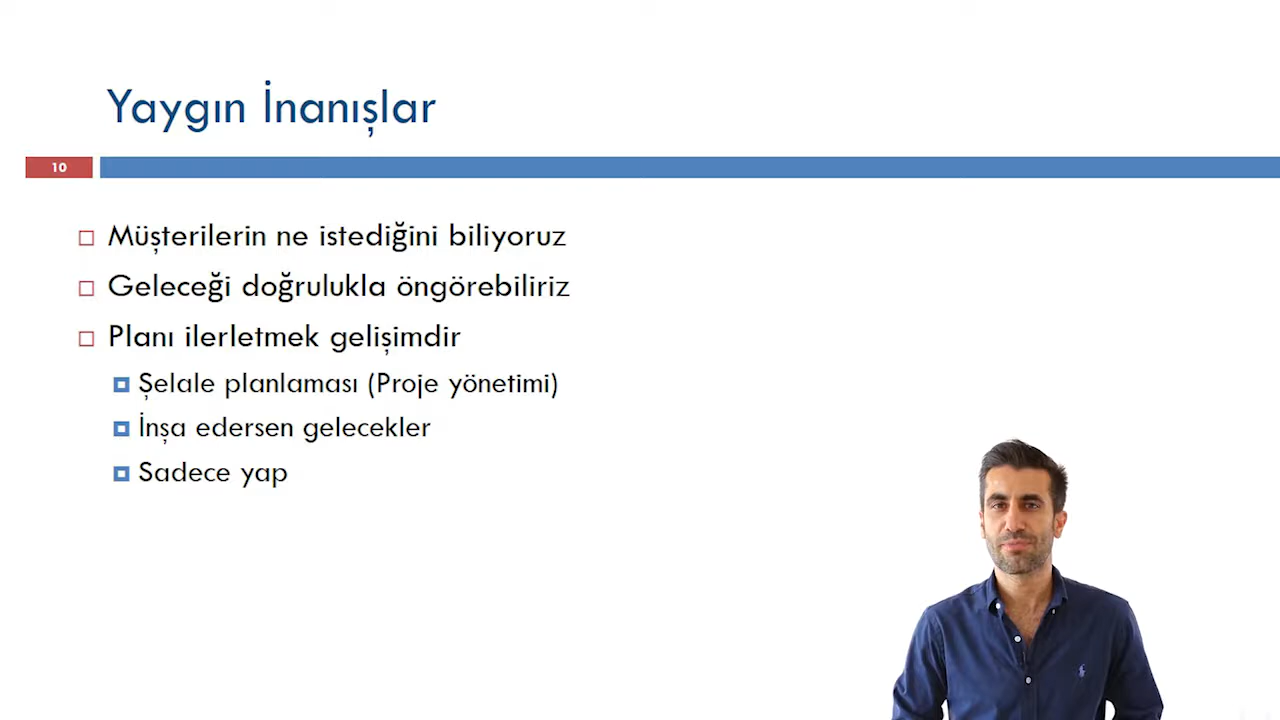 Yaygın İnanışlar
10
Müşterilerin ne istediğini biliyoruz
Geleceği doğrulukla öngörebiliriz
Planı ilerletmek gelişimdir
Şelale planlaması (Proje yönetimi)
İnşa edersen gelecekler
Sadece yap